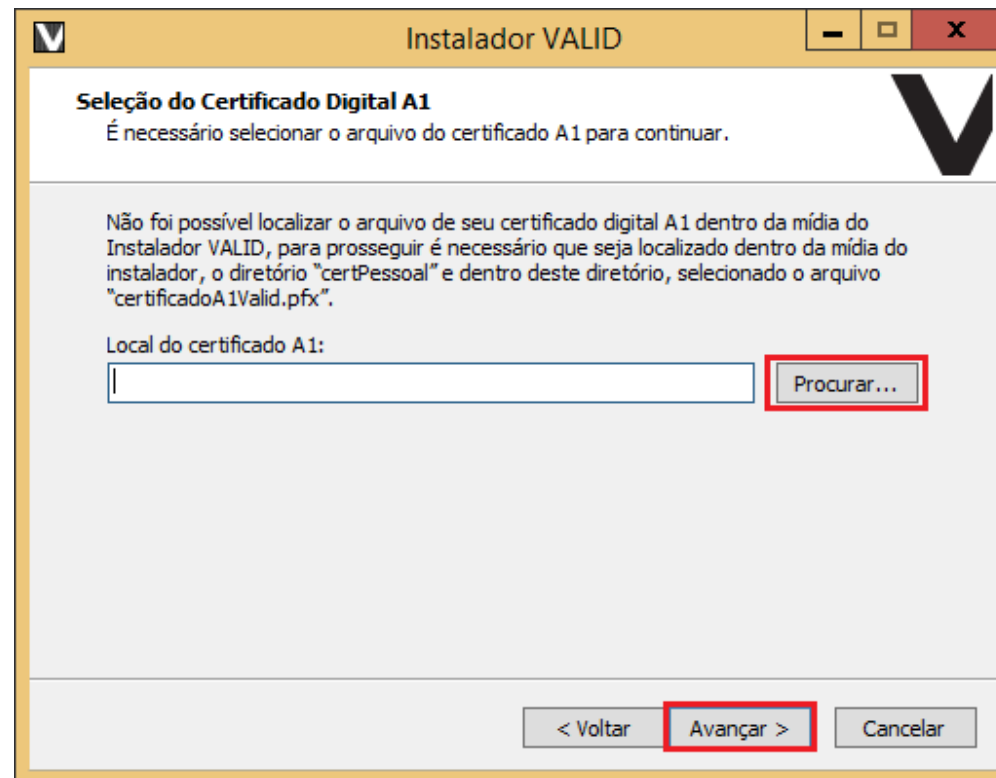 Instalador VALID
Seleção do Certificado Digital A1
É necessário selecionar o arquivo do certificado A1 para continuar.
Não foi possível localizar o arquivo de seu certificado digital A1 dentro da mídia do
Instalador VALID, para prosseguir é necessário que seja localizado dentro da mídia do
instalador, o diretório “certPessoal” e dentro deste diretório, selecionado o arquivo
“certificadoA1Valid.pfx”.
Local do certificado A1:
Procurar...
< Voltar
Avançar >
Cancelar